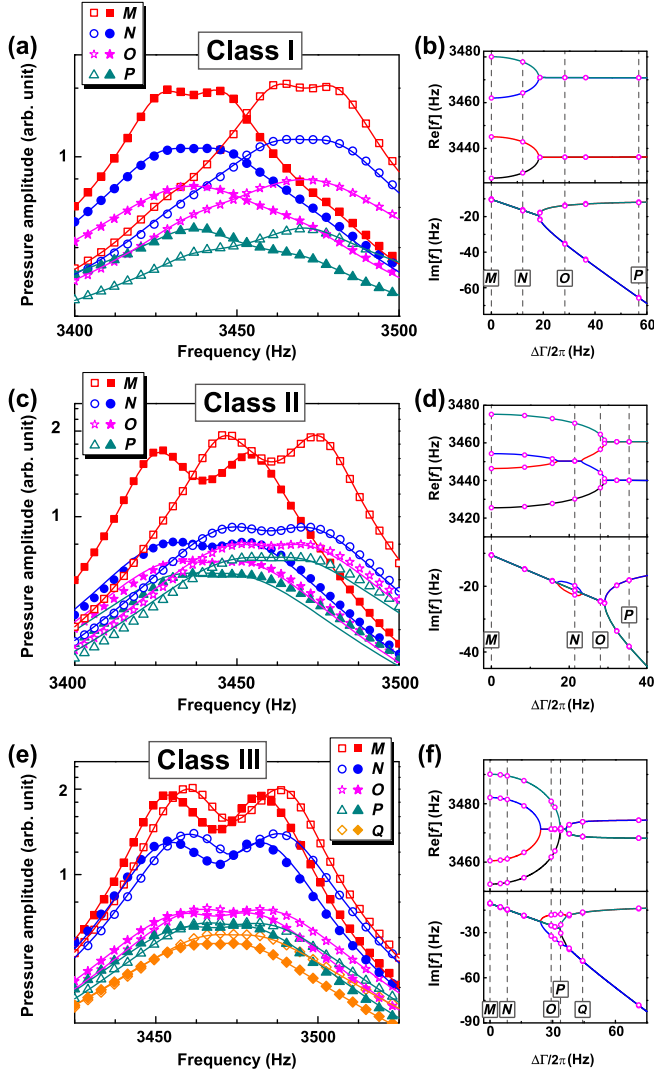 (a)
M
N
O
P
Class I
Pressure amplitude (arb. unit)
1
3400 3450 3500
Frequency (Hz)
(b)
Re[f] (Hz)
3480
3460
3440
Im[f] (Hz)
-20
-40
-60
M N O P
0 20 40 60
ΔΓ/2π (Hz)
(c)
M
N
O
P
Class II
Pressure amplitude (arb. unit)
2
1
3400 3450 3500
Frequency (Hz)
(d)
Re[f] (Hz)
3480
3460
3440
3420
Im[f] (Hz)
-20
-40
M N O P
0 20 40
ΔΓ/2π (Hz)
(e)
Class III
M
N
O
P
Q
Pressure amplitude (arb. unit)
2
1
3450 3500
Frequency (Hz)
(f)
Re[f] (Hz)
3480
3460
Im[f] (Hz)
-30
-60
-90
P
M N O Q
0 30 60
ΔΓ/2π (Hz)